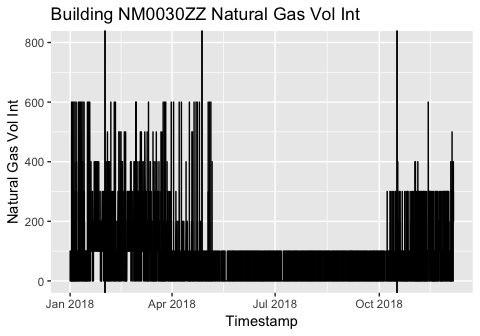 Building NM0030ZZ Natural Gas Vol Int
Natural Gas Vol Int
800
600
400
200
0
Jan 2018 Apr 2018 Jul 2018 Oct 2018
Timestamp